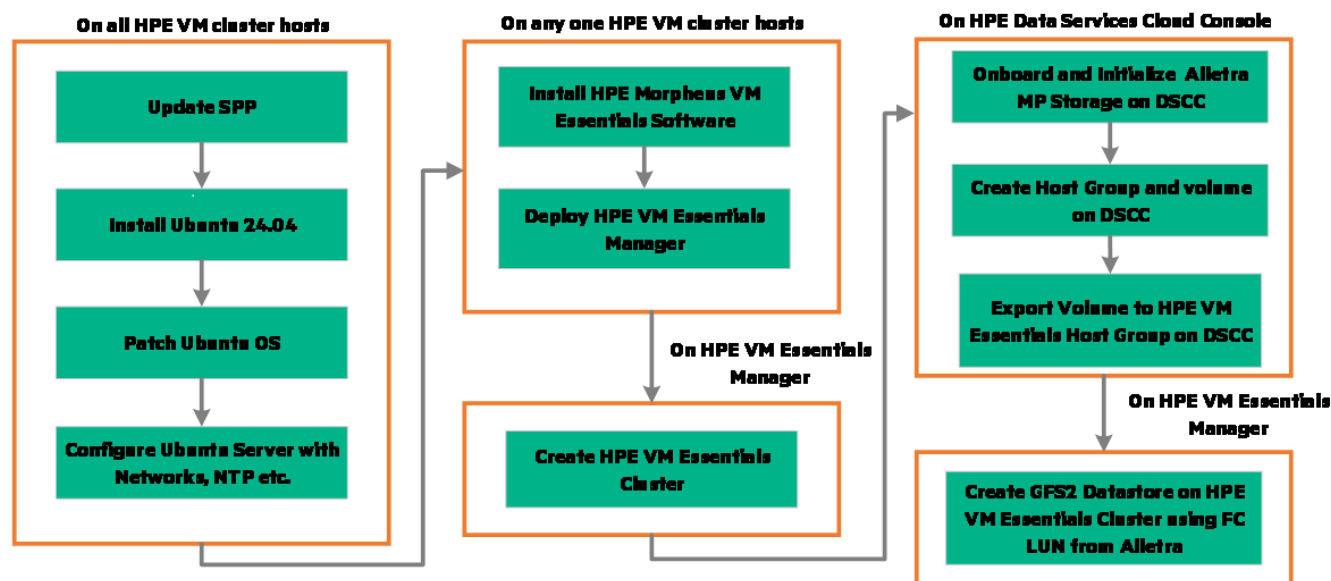 On all HPE VM cluster hosts
Update SPP
Install Ubuntu 24.04
Patch Ubuntu OS
Configure Ubuntu Server with
Networks, NTP etc.
On any one HPE VM cluster hosts
Install HPE Morpheus VM
Essentials Software
Deploy HPE VM Essentials
Manager
On HPE VM Essentials
Manager
Create HPE VM Essentials
Cluster
On HPE Data Services Cloud Console
Onboard and Initialize Alletra
MP Storage on DSCC
Create Host Group and volume
on DSCC
Export Volume to HPE VM
Essentials Host Group on DSCC
On HPE VM Essentials
Manager
Create GFS2 Datastore on HPE
VM Essentials Cluster using FC
LUN from Alletra